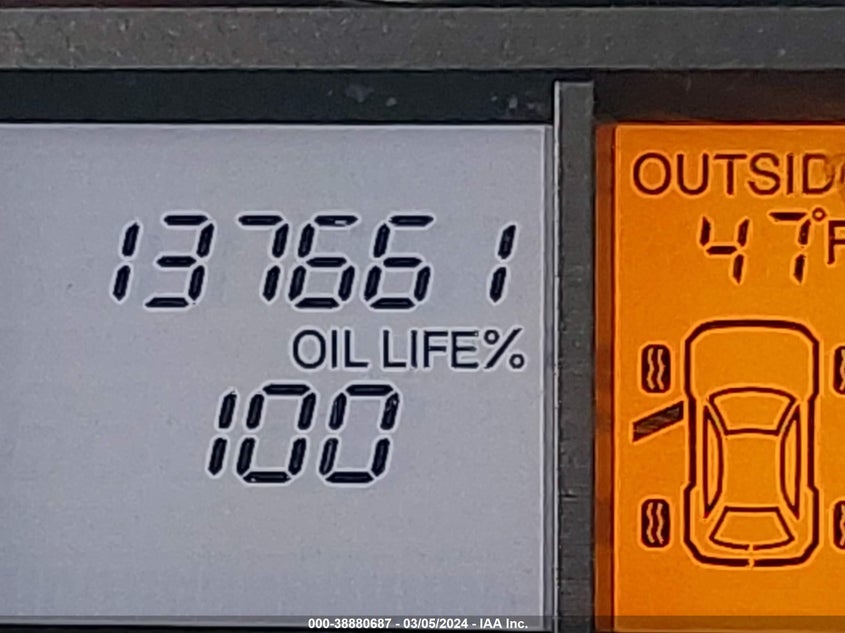 137661
OIL LIFE%
100
OUTSID
47°F
000-38880687 - 03/05/2024 - IAA Inc.